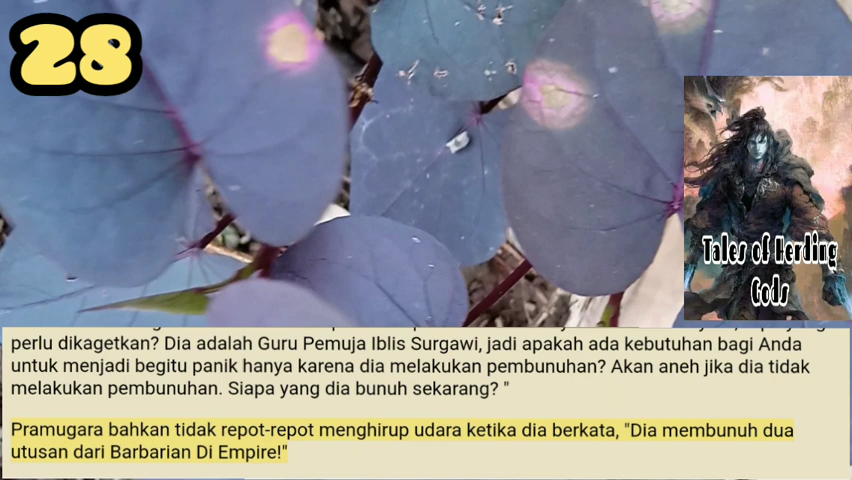 28
Tales of Herding
Gods
perlu dikagetkan? Dia adalah Guru Pemuja Iblis Surgawi, jadi apakah ada kebutuhan bagi Anda
untuk menjadi begitu panik hanya karena dia melakukan pembunuhan? Akan aneh jika dia tidak
melakukan pembunuhan. Siapa yang dia bunuh sekarang? "
Pramugara bahkan tidak repot-repot menghirup udara ketika dia berkata, "Dia membunuh dua
utusan dari Barbarian Di Empire!"